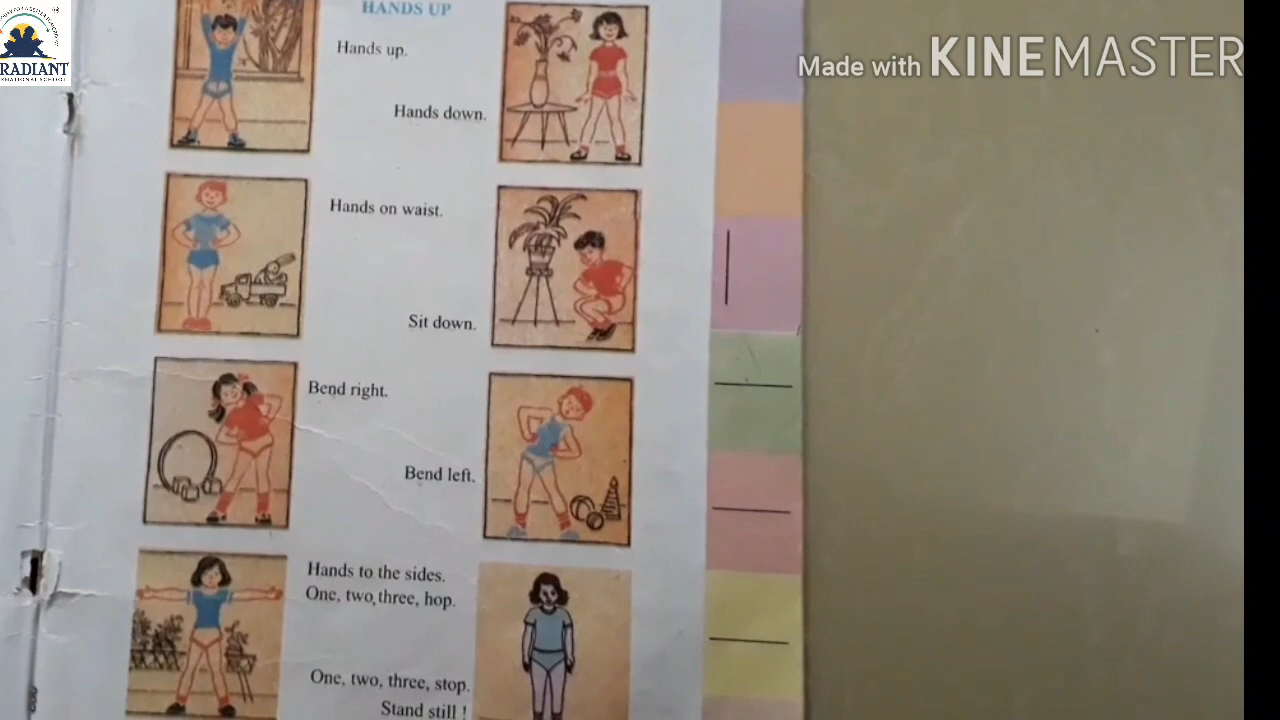 HANDS UP
Hands up.
Hands down.
Hands on waist.
Sit down.
Bend right.
Bend left.
Hands to the sides.
One, two, three, hop.
One, two, three, stop.
Stand still !
RADIANT
Made with KINEMASTER